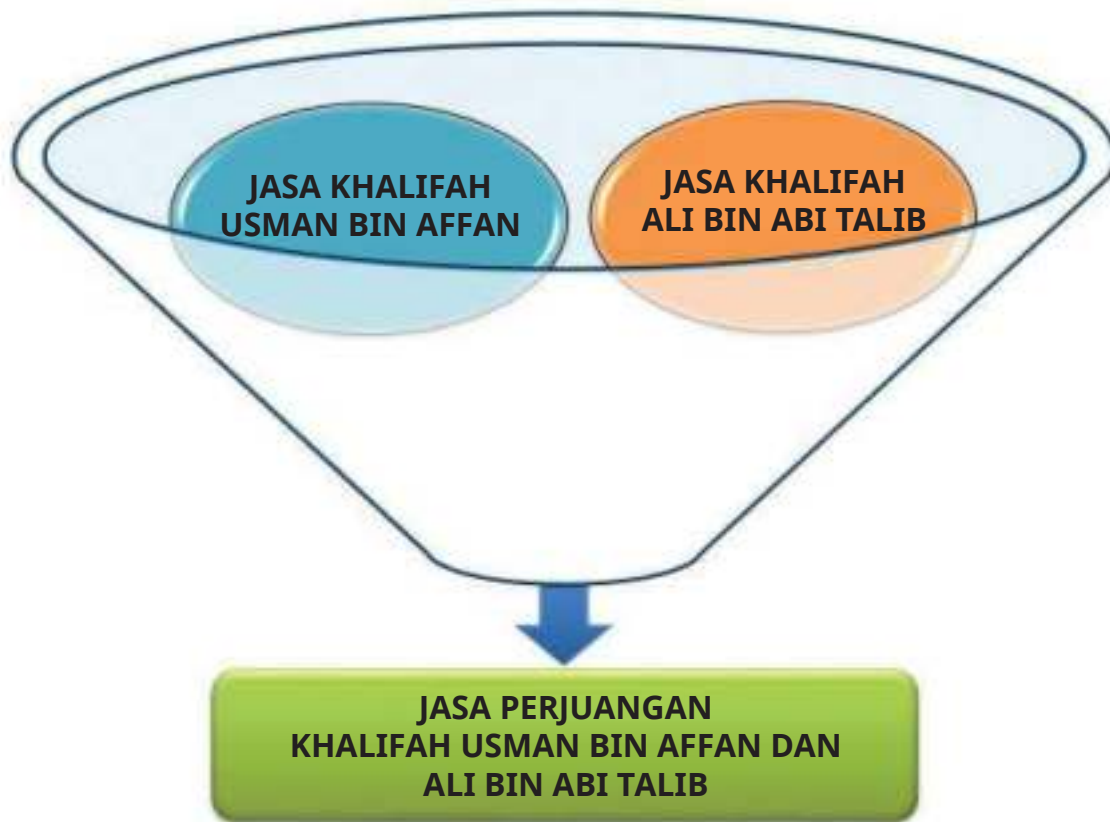 JASA KHALIFAH
USMAN BIN AFFAN
JASA KHALIFAH
ALI BIN ABI TALIB
JASA PERJUANGAN
KHALIFAH USMAN BIN AFFAN DAN
ALI BIN ABI TALIB